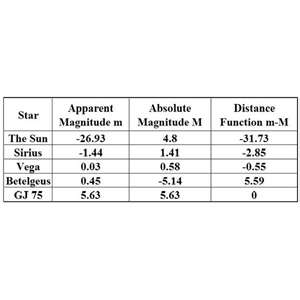 Star Apparent Magnitude m Absolute Magnitude M Distance Function m-M
The Sun -26.93 4.8 -31.73
Sirius -1.44 1.41 -2.85
Vega 0.03 0.58 -0.55
Betelgeus 0.45 -5.14 5.59
GJ 75 5.63 5.63 0